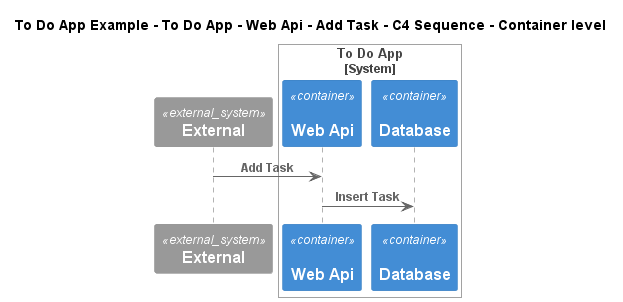 To Do App Example - To Do App - Web Api - Add Task - C4 Sequence - Container level
To Do App
[System]
«external_system»
External
«container»
Web Api
«container»
Database
Add Task
Insert Task
«external_system»
External
«container»
Web Api
«container»
Database